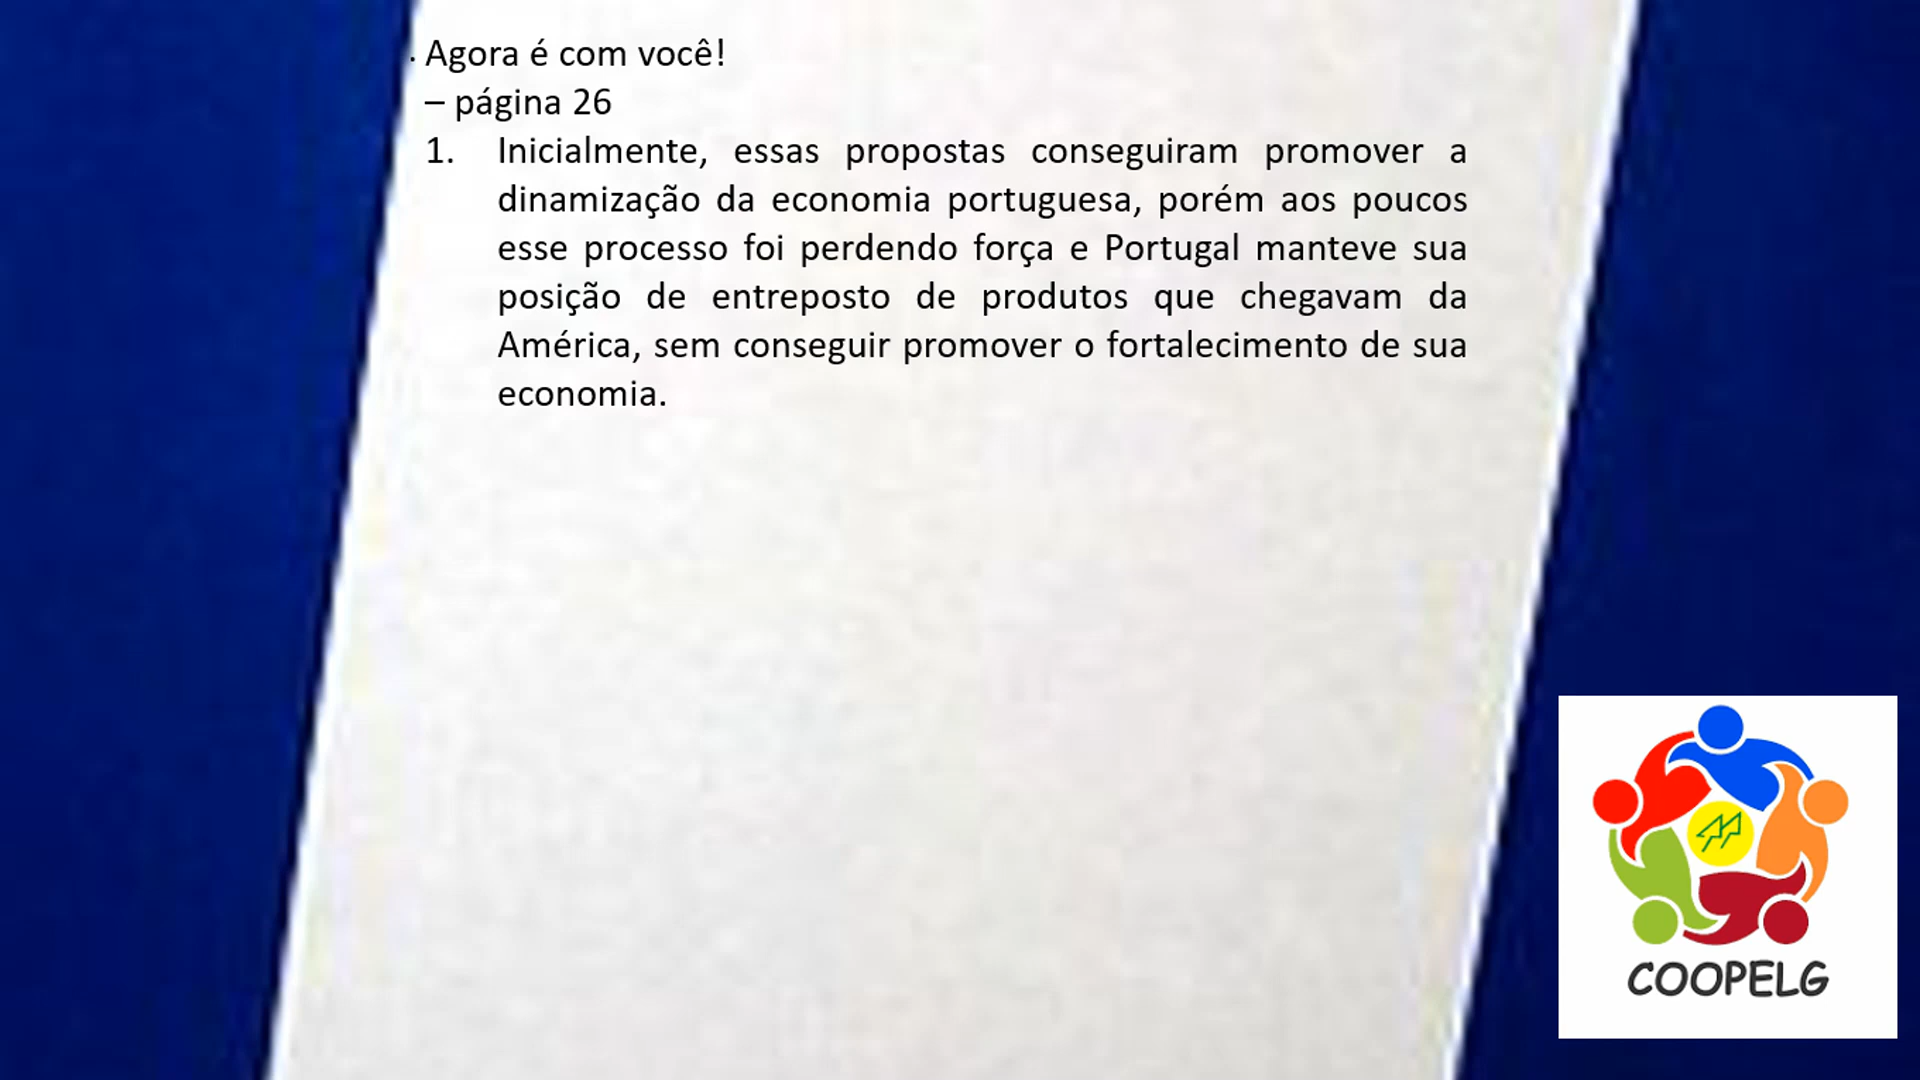 Agora é com você!
– página 26
1. Inicialmente, essas propostas conseguiram promover a
dinamização da economia portuguesa, porém aos poucos
esse processo foi perdendo força e Portugal manteve sua
posição de entreposto de produtos que chegavam da
América, sem conseguir promover o fortalecimento de sua
economia.
COOPELG